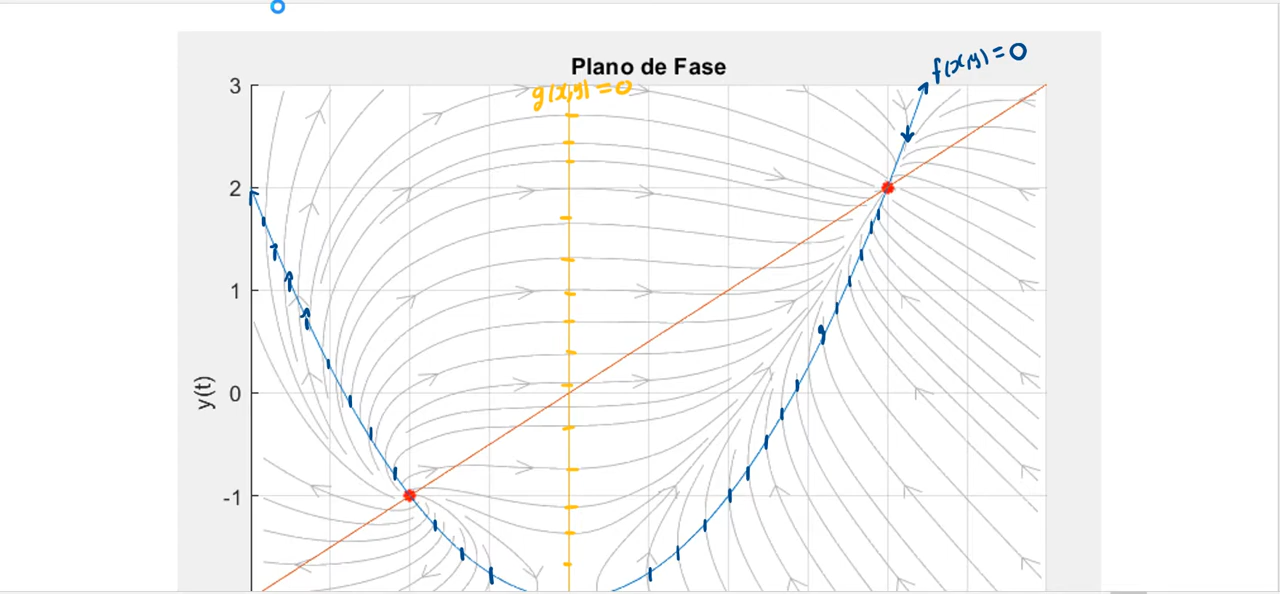 Plano de Fase
f(x,y)=0
g(x,y)=0
3
2
1
0
-1
y(t)